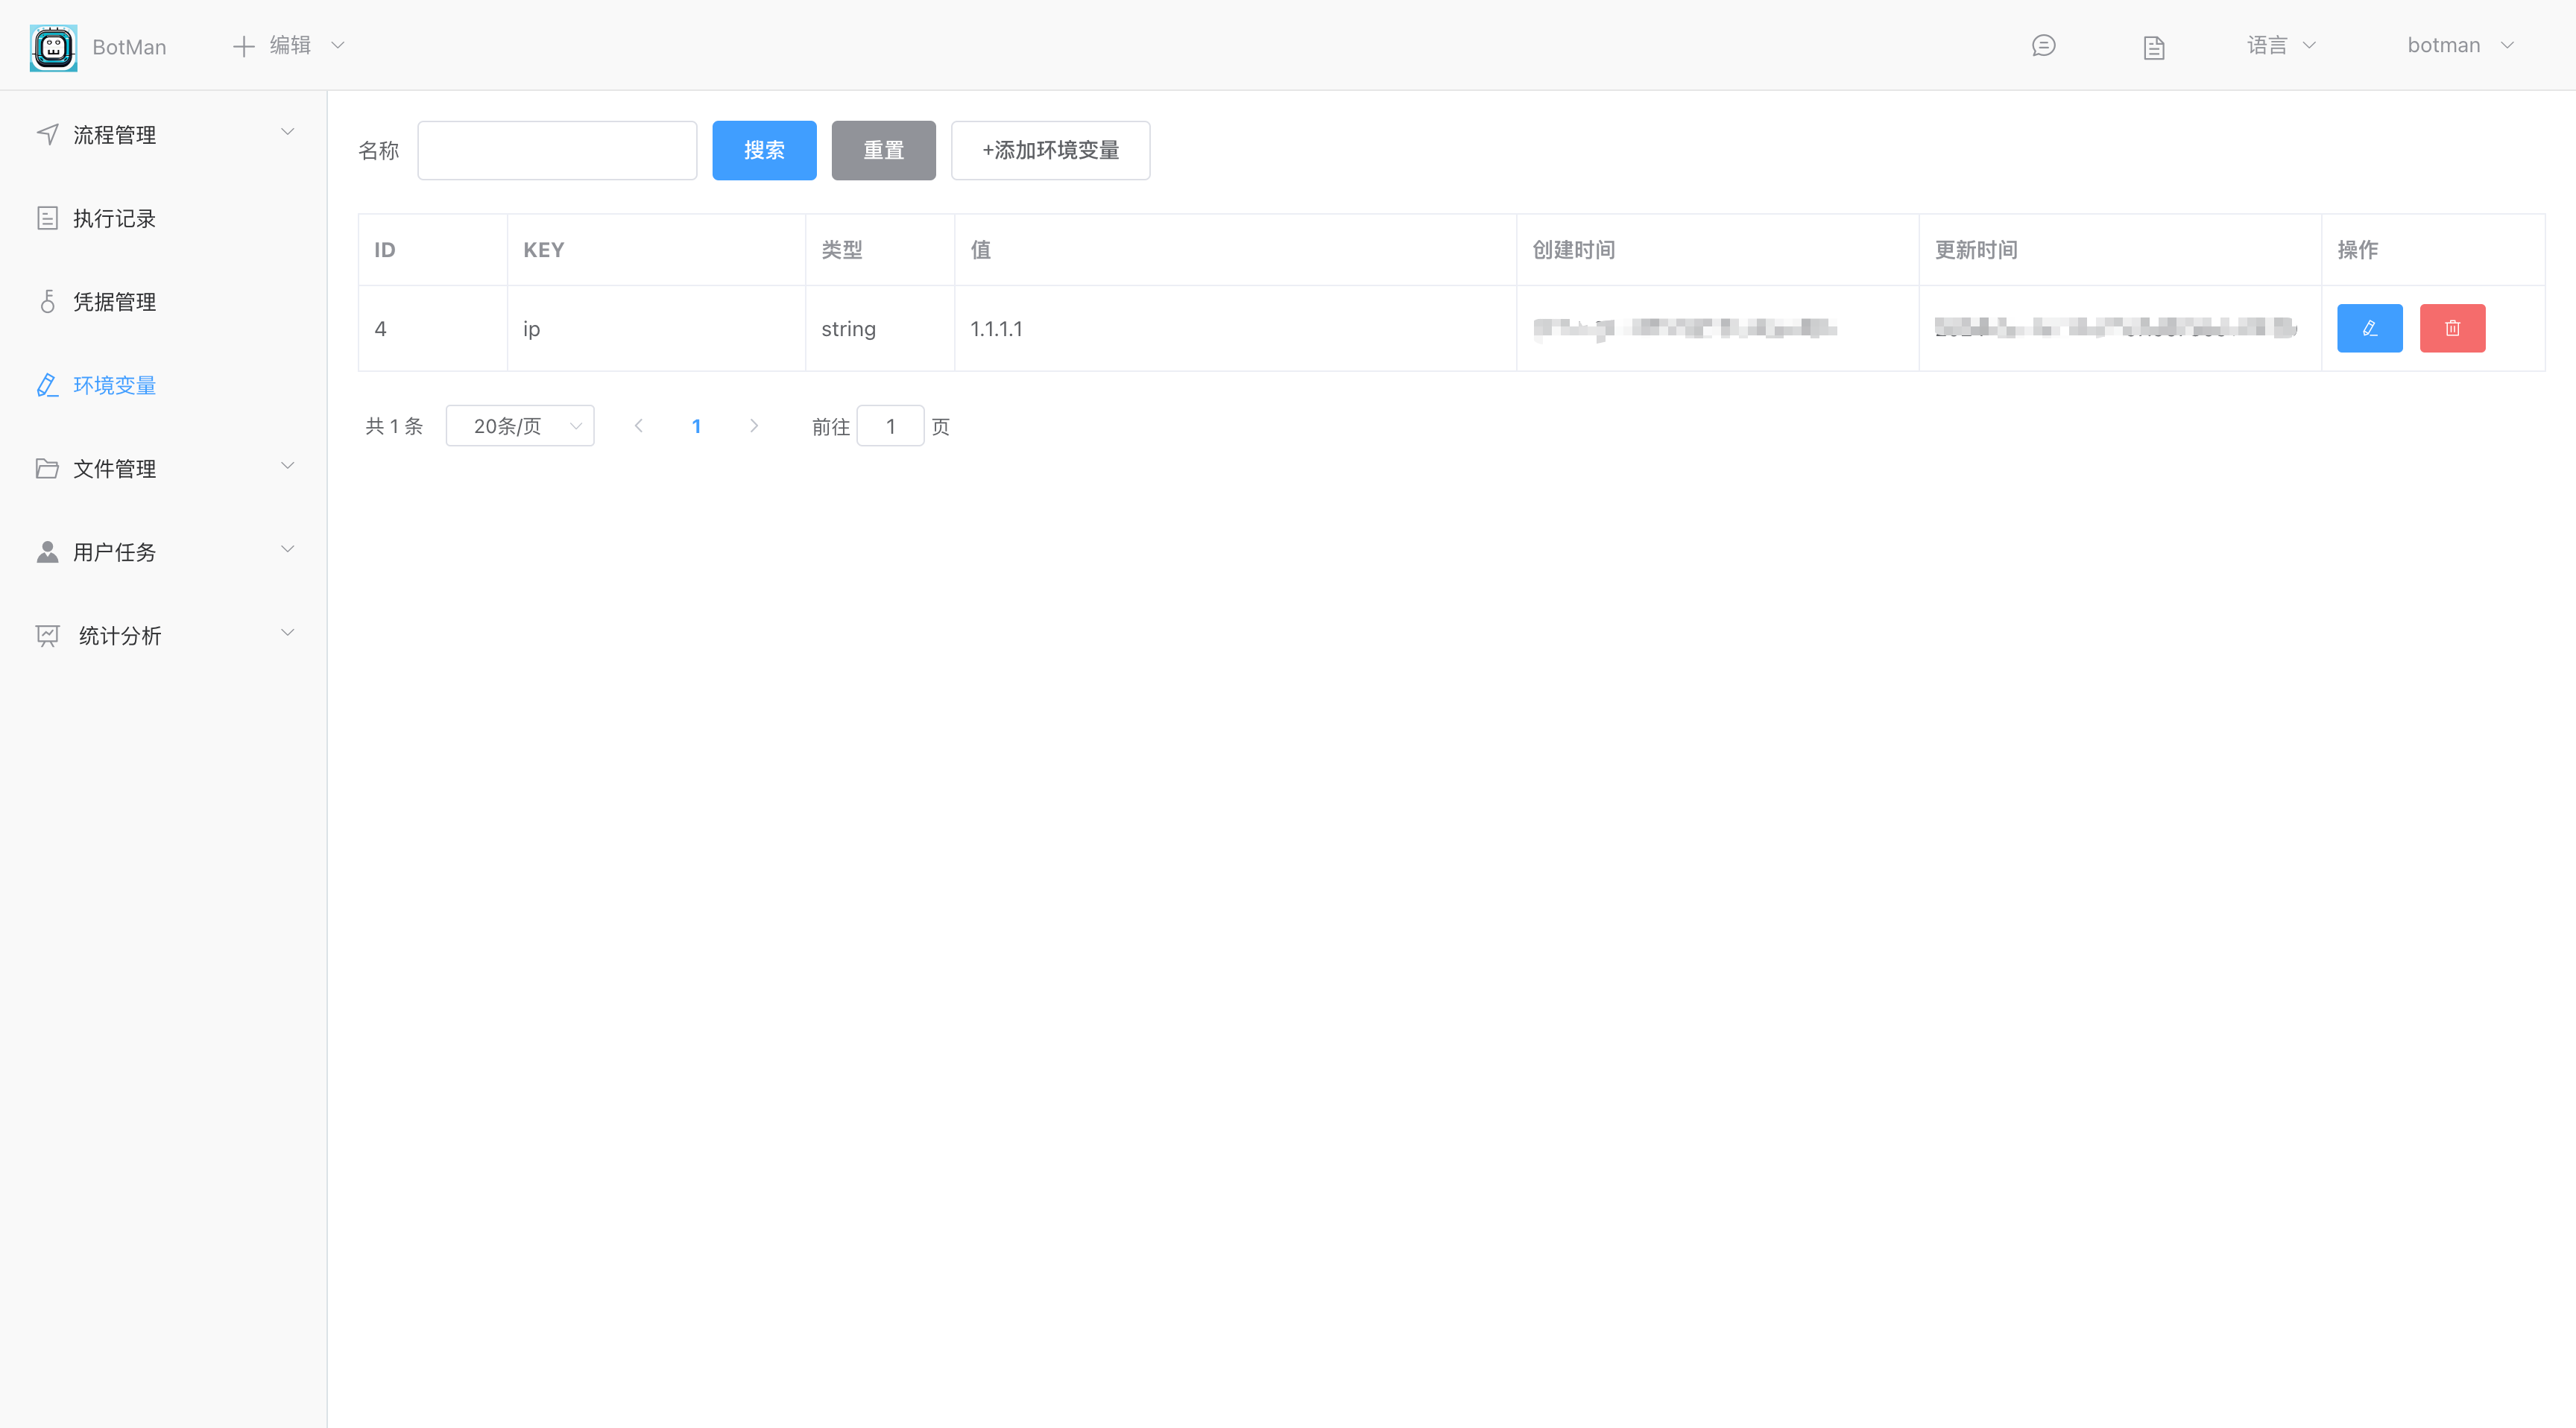 BotMan 编辑 语言 botman
流程管理
执行记录
凭据管理
环境变量
文件管理
用户任务
统计分析
名称 搜索 重置 +添加环境变量
ID KEY 类型 值 创建时间 更新时间 操作
4 ip string 1.1.1.1
共 1 条 20条/页 1 前往 1 页